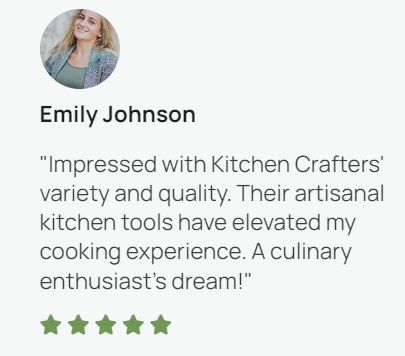 Emily Johnson
"Impressed with Kitchen Crafters'
variety and quality. Their artisanal
kitchen tools have elevated my
cooking experience. A culinary
enthusiast's dream!"